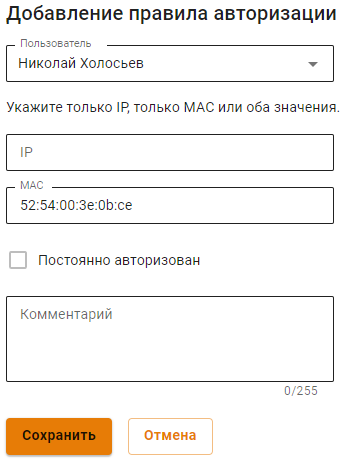 Добавление правила авторизации
Пользователь
Николай Холосьев
Укажите только IP, только MAC или оба значения.
IP
MAC
52:54:00:3e:0b:ce
Постоянно авторизован
Комментарий
0/255
Сохранить Отмена